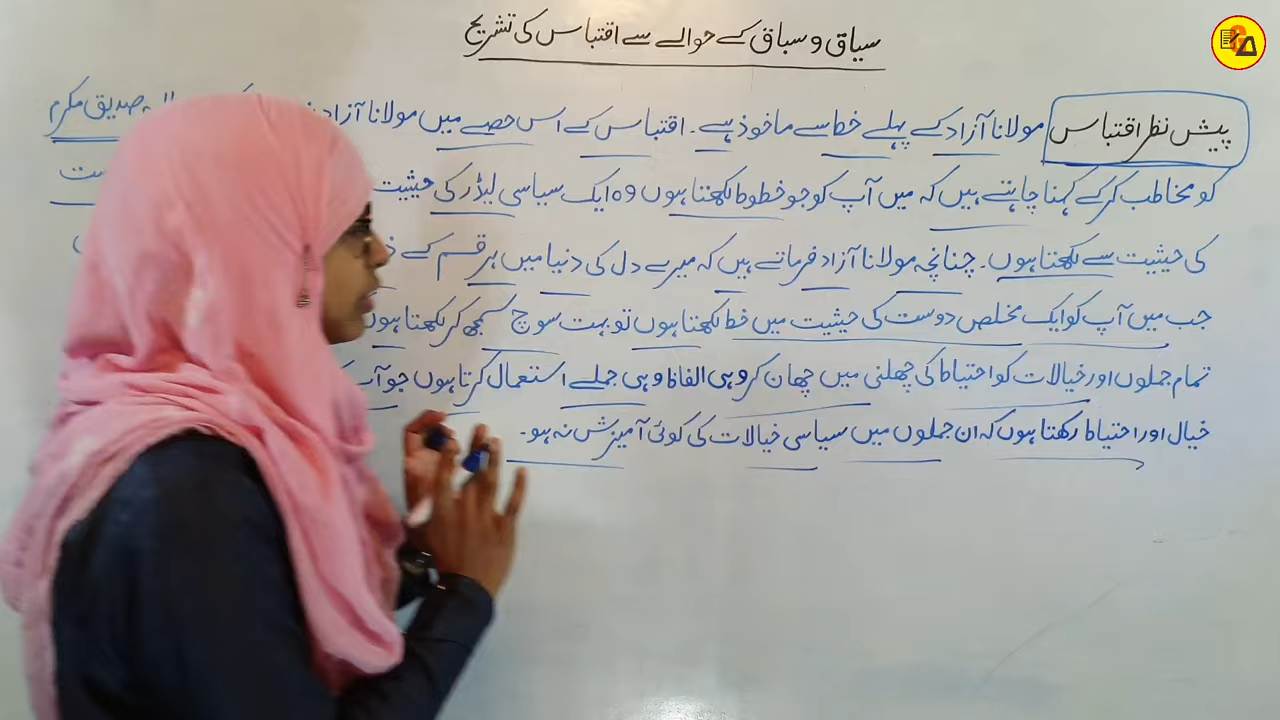 سیاق و سباق کے حوالے سے اقتباس کی تشریح
پیش نظر اقتباس مولانا آزاد کے پہلے خط سے ماخوذ ہے۔ اقتباس کے اس حصے میں مولانا آزاد صدیق مکرم
کو مخاطب کرکے کہنا چاہتے ہیں کہ میں آپ کو جو خطوط لکھتا ہوں وہ ایک سیاسی لیڈر کی حیثیت
کی حیثیت سے لکھتا ہوں۔ چنانچہ مولانا آزاد فرماتے ہیں کہ میرے دل کی دنیا میں ہر قسم کے
جب میں آپ کو ایک مخلص دوست کی حیثیت میں خط لکھتا ہوں تو بہت سوچ سمجھ کر لکھتا ہوں
تمام جملوں اور خیالات کو احتیاط کی چھلنی میں چھان کر وہی الفاظ وہی جملے استعمال کرتا ہوں جو آپ
خیال اور احتیاط رکھتا ہوں کہ ان جملوں میں سیاسی خیالات کی کوئی آمیزش نہ ہو۔